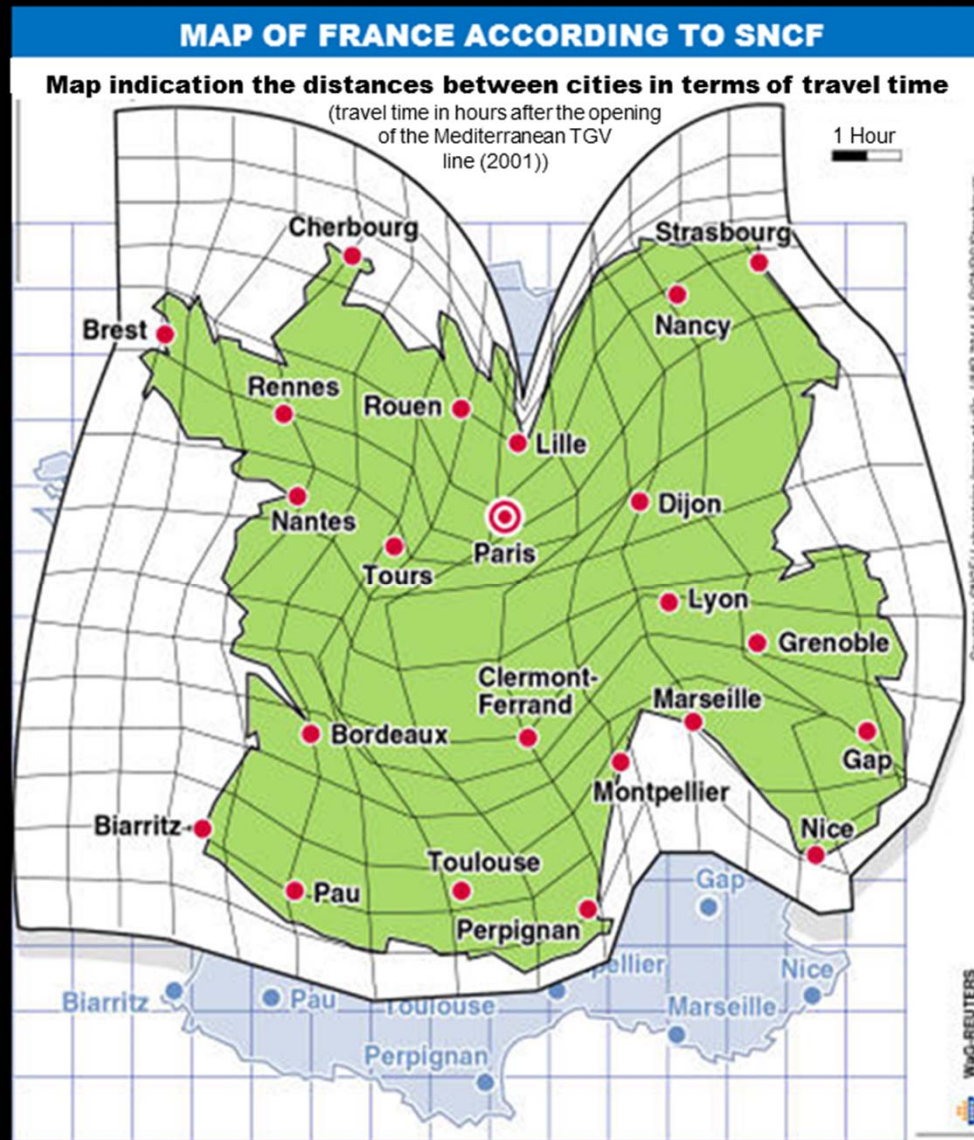 MAP OF FRANCE ACCORDING TO SNCF
Map indication the distances between cities in terms of travel time
(travel time in hours after the opening
of the Mediterranean TGV
line (2001))
1 Hour
Cherbourg
Strasbourg
Nancy
Brest
Rennes
Rouen
Lille
Nantes
Dijon
Paris
Tours
Lyon
Grenoble
Clermont-
Ferrand
Marseille
Bordeaux
Gap
Montpellier
Biarritz
Nice
Toulouse
Pau
Perpignan
Gap
pellier
Nice
Biarritz
Pau
Toulouse
Marseille
Perpignan
REUTERS